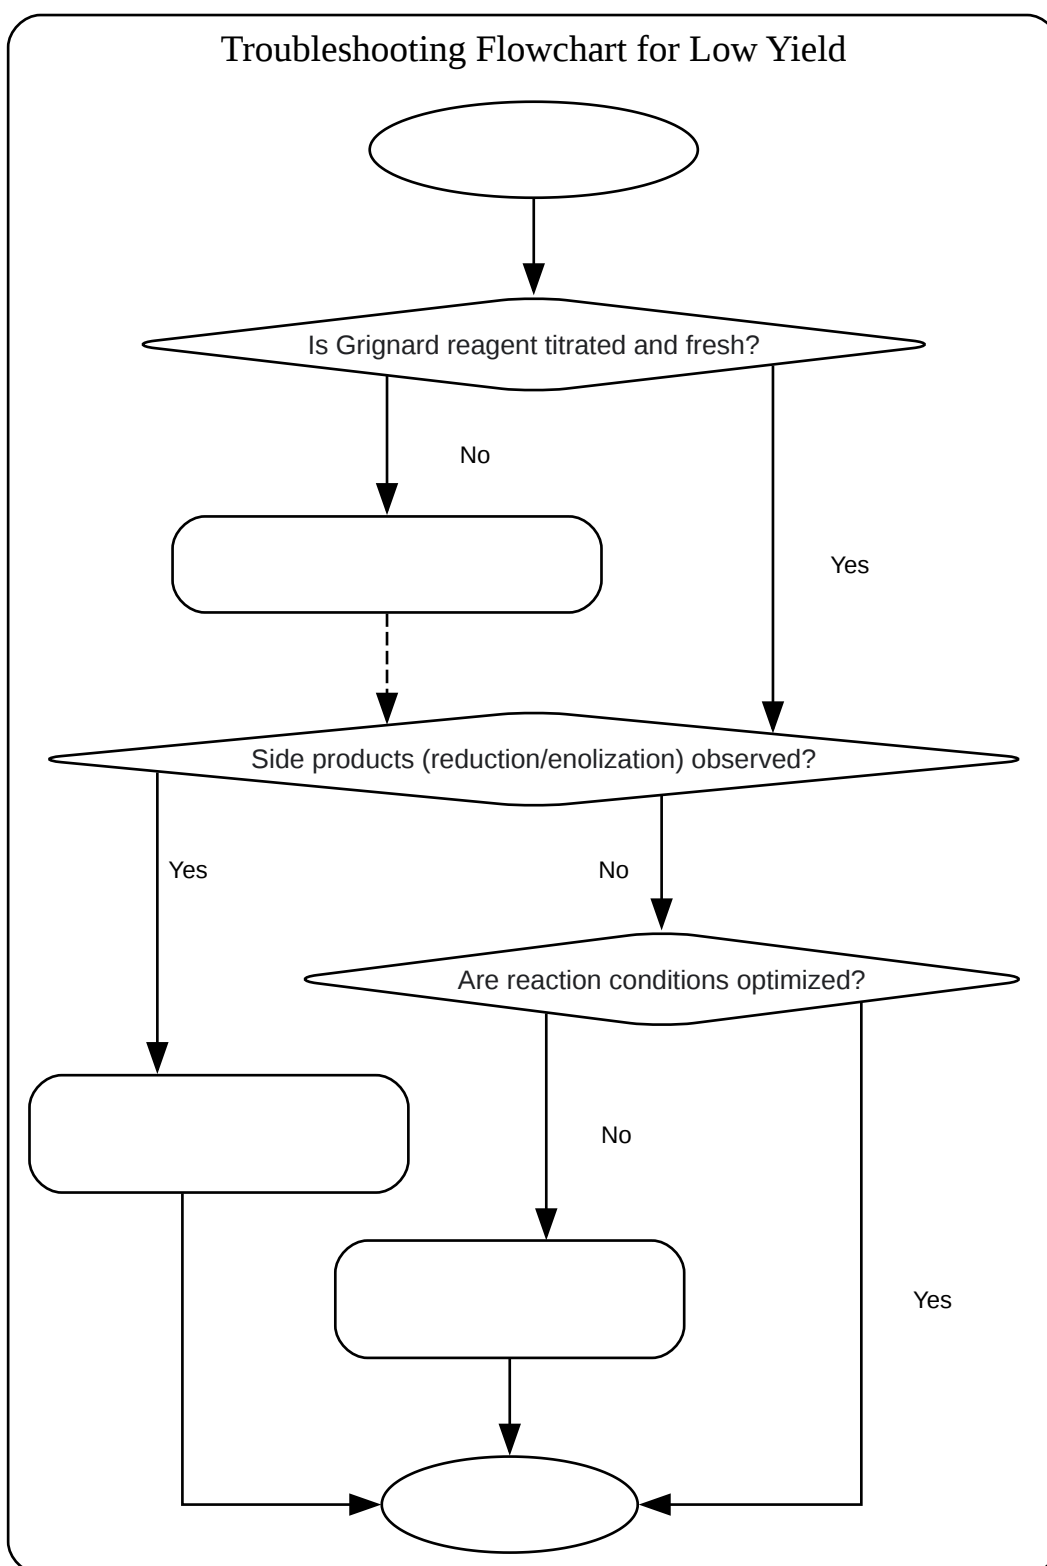 Troubleshooting Flowchart for Low Yield
Is Grignard reagent titrated and fresh?
No
Yes
Side products (reduction/enolization) observed?
Yes
No
Are reaction conditions optimized?
No
Yes